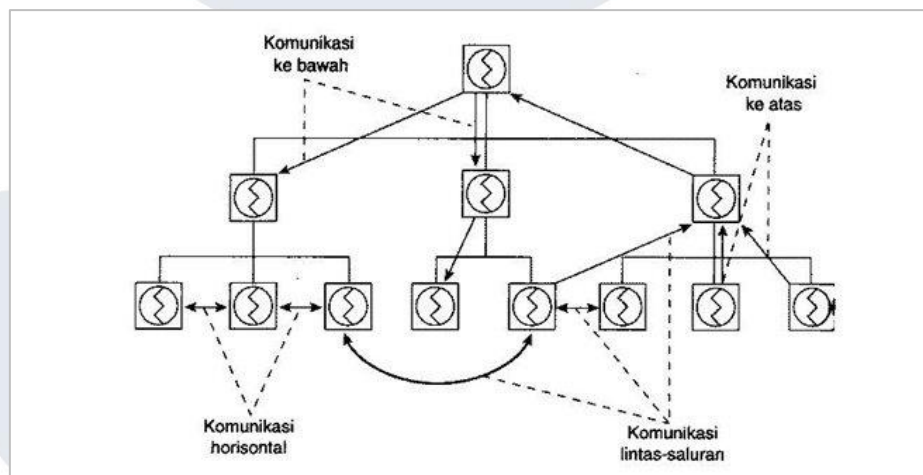 Komunikasi
ke bawah
Komunikasi
ke atas
Komunikasi
horisontal
Komunikasi
lintas-saluran